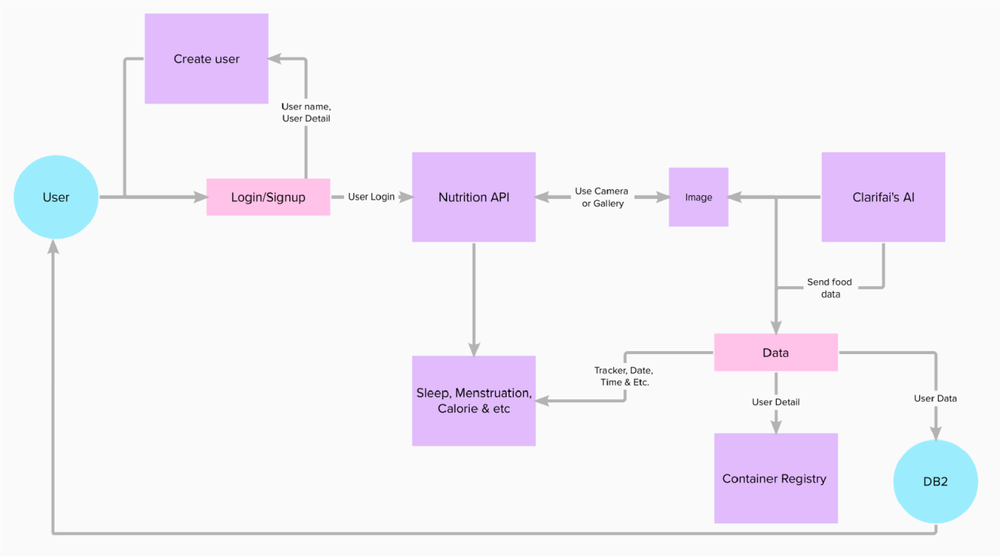 Create user
User name,
User Detail
User
Login/Signup
User Login
Nutrition API
Use Camera
or Gallery
Image
Clarifai's AI
Send food
data
Data
Tracker, Date,
Time & Etc.
Sleep, Menstruation,
Calorie & etc
User Detail
User Data
Container Registry
DB2